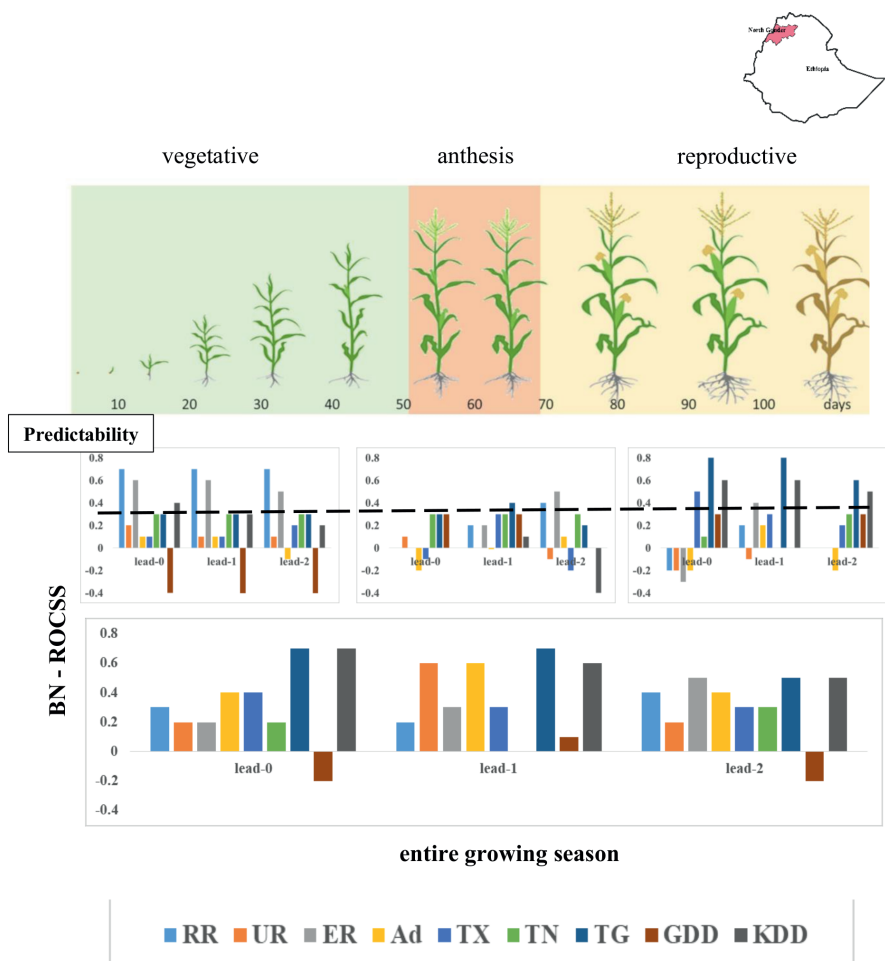 North Gondar
Ethiopia
vegetative anthesis reproductive
10 20 30 40 50 60 70 80 90 100 days
Predictability
0.8 0.6 0.4 0.2 0 -0.2 -0.4
lead-0 lead-1 lead-2
0.8 0.6 0.4 0.2 0 -0.2 -0.4
lead-0 lead-1 lead-2
0.8 0.6 0.4 0.2 0 -0.2 -0.4
lead-0 lead-1 lead-2
BN - ROCSS
0.8
0.6
0.4
0.2
0
-0.2
-0.4
lead-0 lead-1 lead-2
entire growing season
RR UR ER Ad TX TN TG GDD KDD